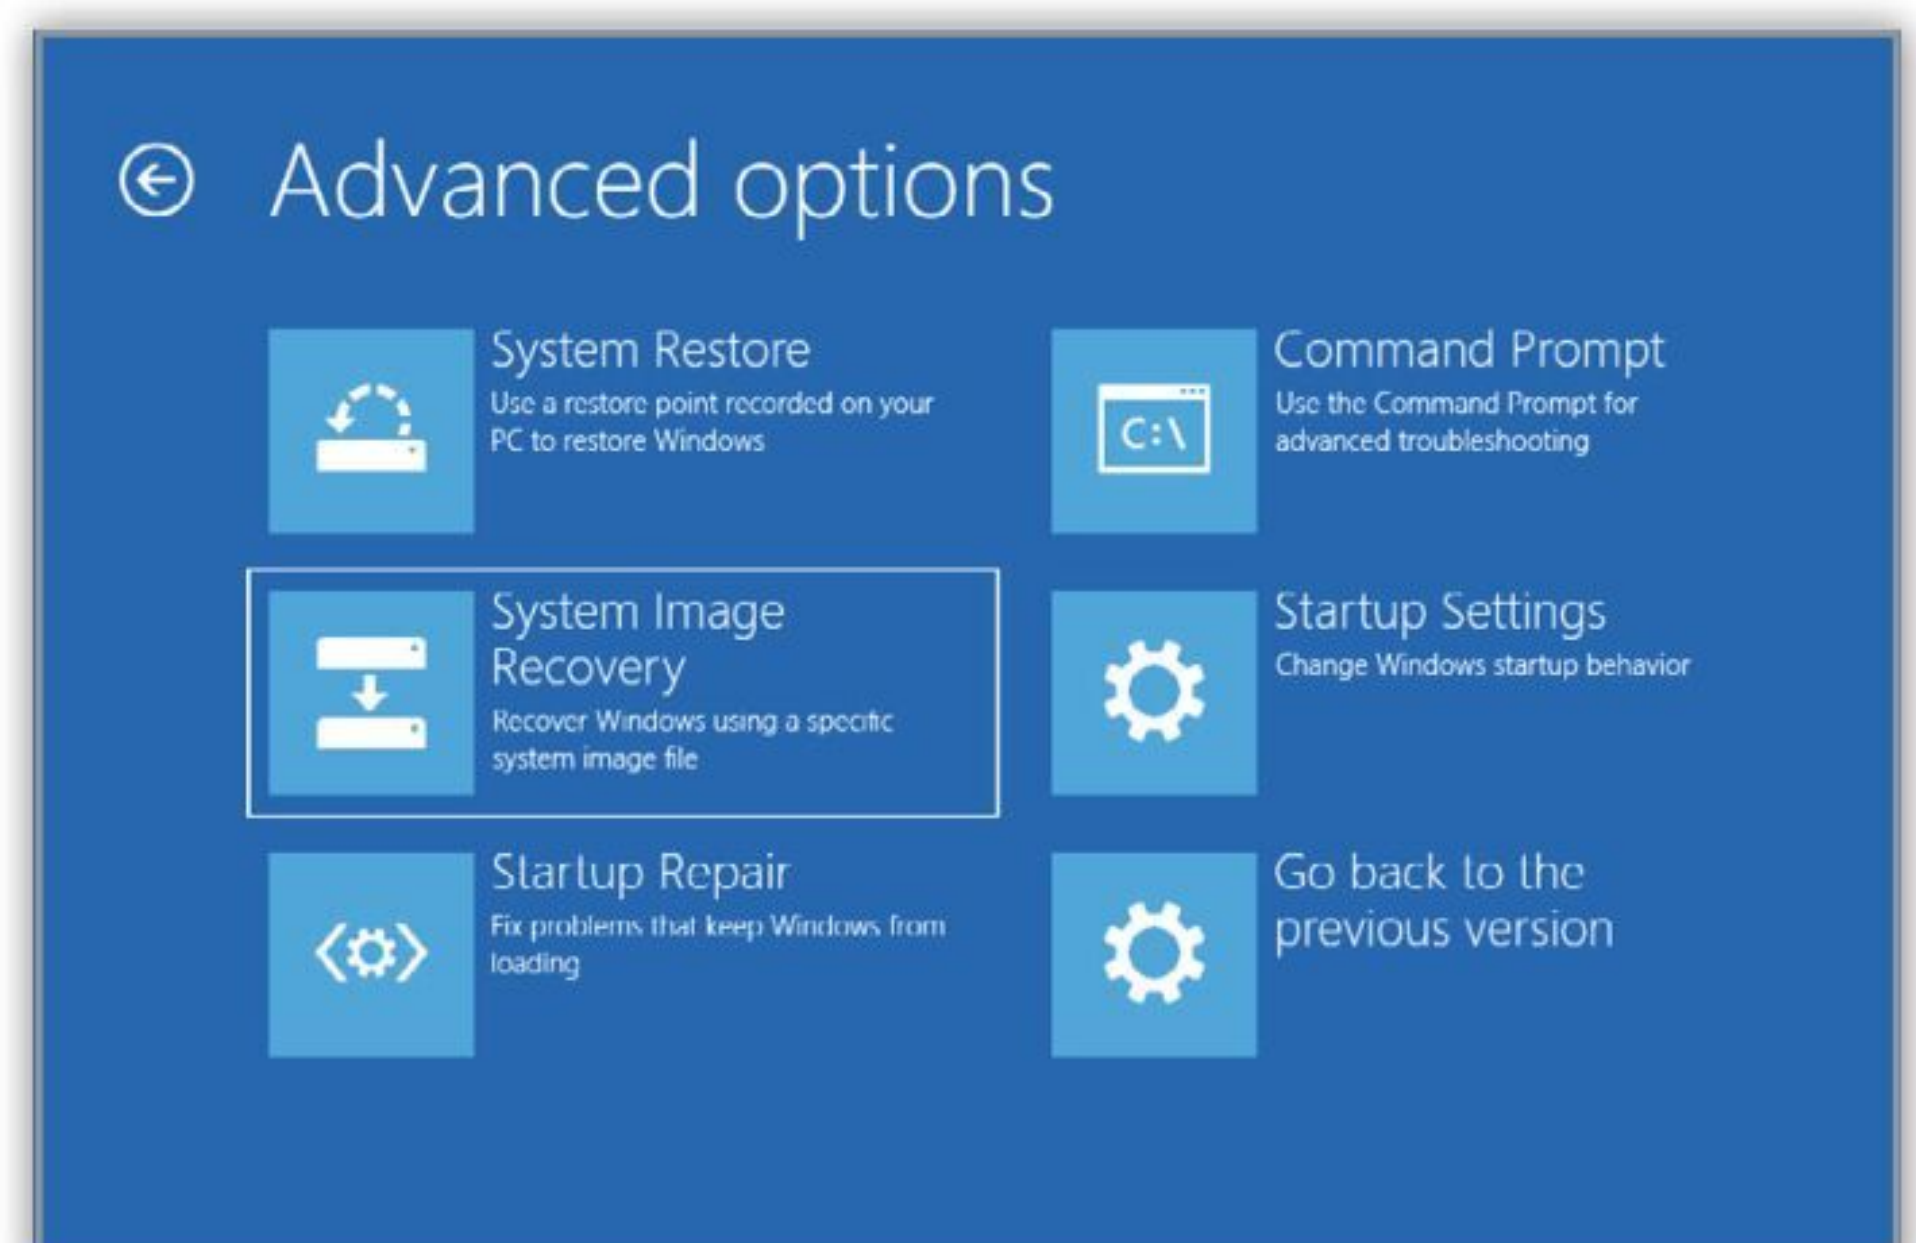 Advanced options
System Restore
Use a restore point recorded on your
PC to restore Windows
Command Prompt
Use the Command Prompt for
advanced troubleshooting
C:\
System Image
Recovery
Recover Windows using a specific
system image file
Startup Settings
Change Windows startup behavior
Startup Repair
Fix problems that keep Windows from
loading
Go back to the
previous version